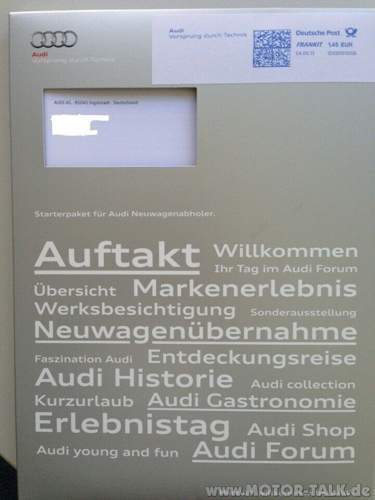 Audi
Vorsprung durch Technik
Audi
Vorsprung durch Technik
Deutsche Post
FRANKIT 1,45 EUR
AUDI AG · 85045 Ingolstadt · Deutschland
Starterpaket für Audi Neuwagenabholer.
Auftakt Willkommen
Ihr Tag im Audi Forum
Übersicht Markenerlebnis
Werksbesichtigung Sonderausstellung
Neuwagenübernahme
Faszination Audi Entdeckungsreise
Audi Historie Audi collection
Kurzurlaub Audi Gastronomie
Erlebnistag Audi Shop
Audi young and fun Audi Forum
www.MOTOR-TALK.de